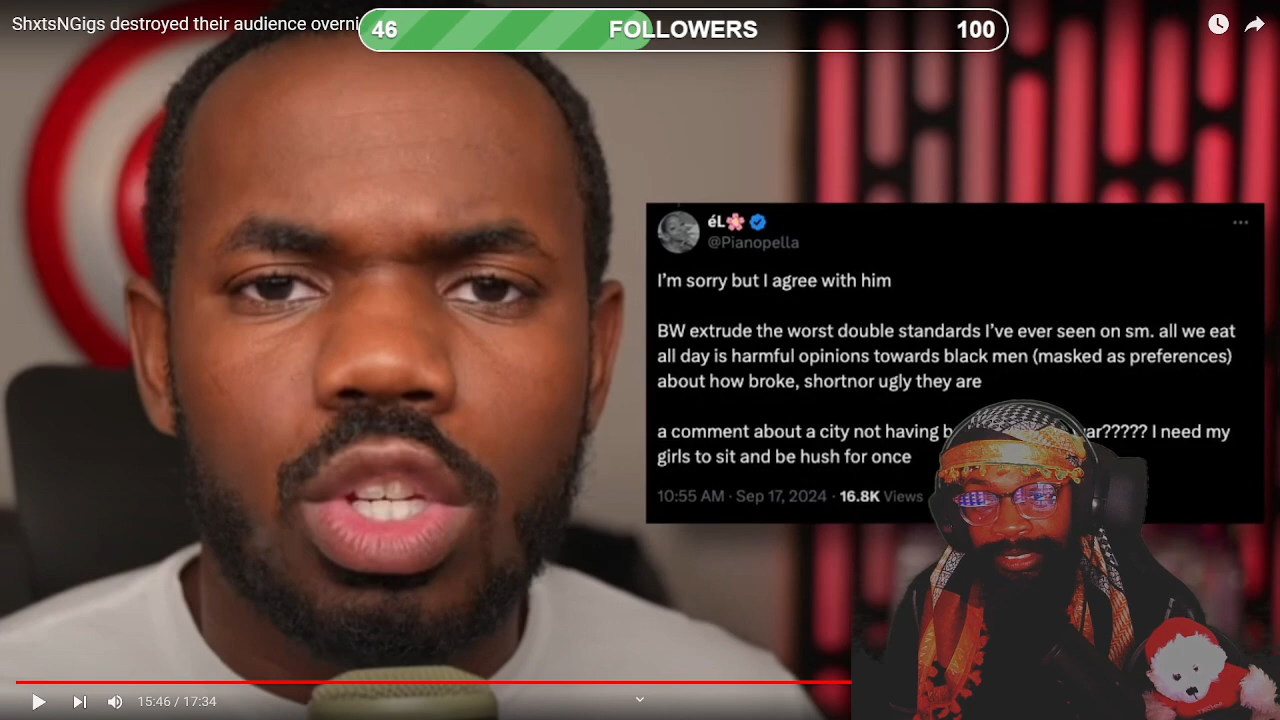 ShxtsNGigs destroyed their audience overni
46 FOLLOWERS 100
éL🌸
@Pianopella
I'm sorry but I agree with him
BW extrude the worst double standards I've ever seen on sm. all we eat
all day is harmful opinions towards black men (masked as preferences)
about how broke, shortnor ugly they are
a comment about a city not having b ar????? I need my
girls to sit and be hush for once
10:55 AM · Sep 17, 2024 · 16.8K Views
15:46 / 17:34